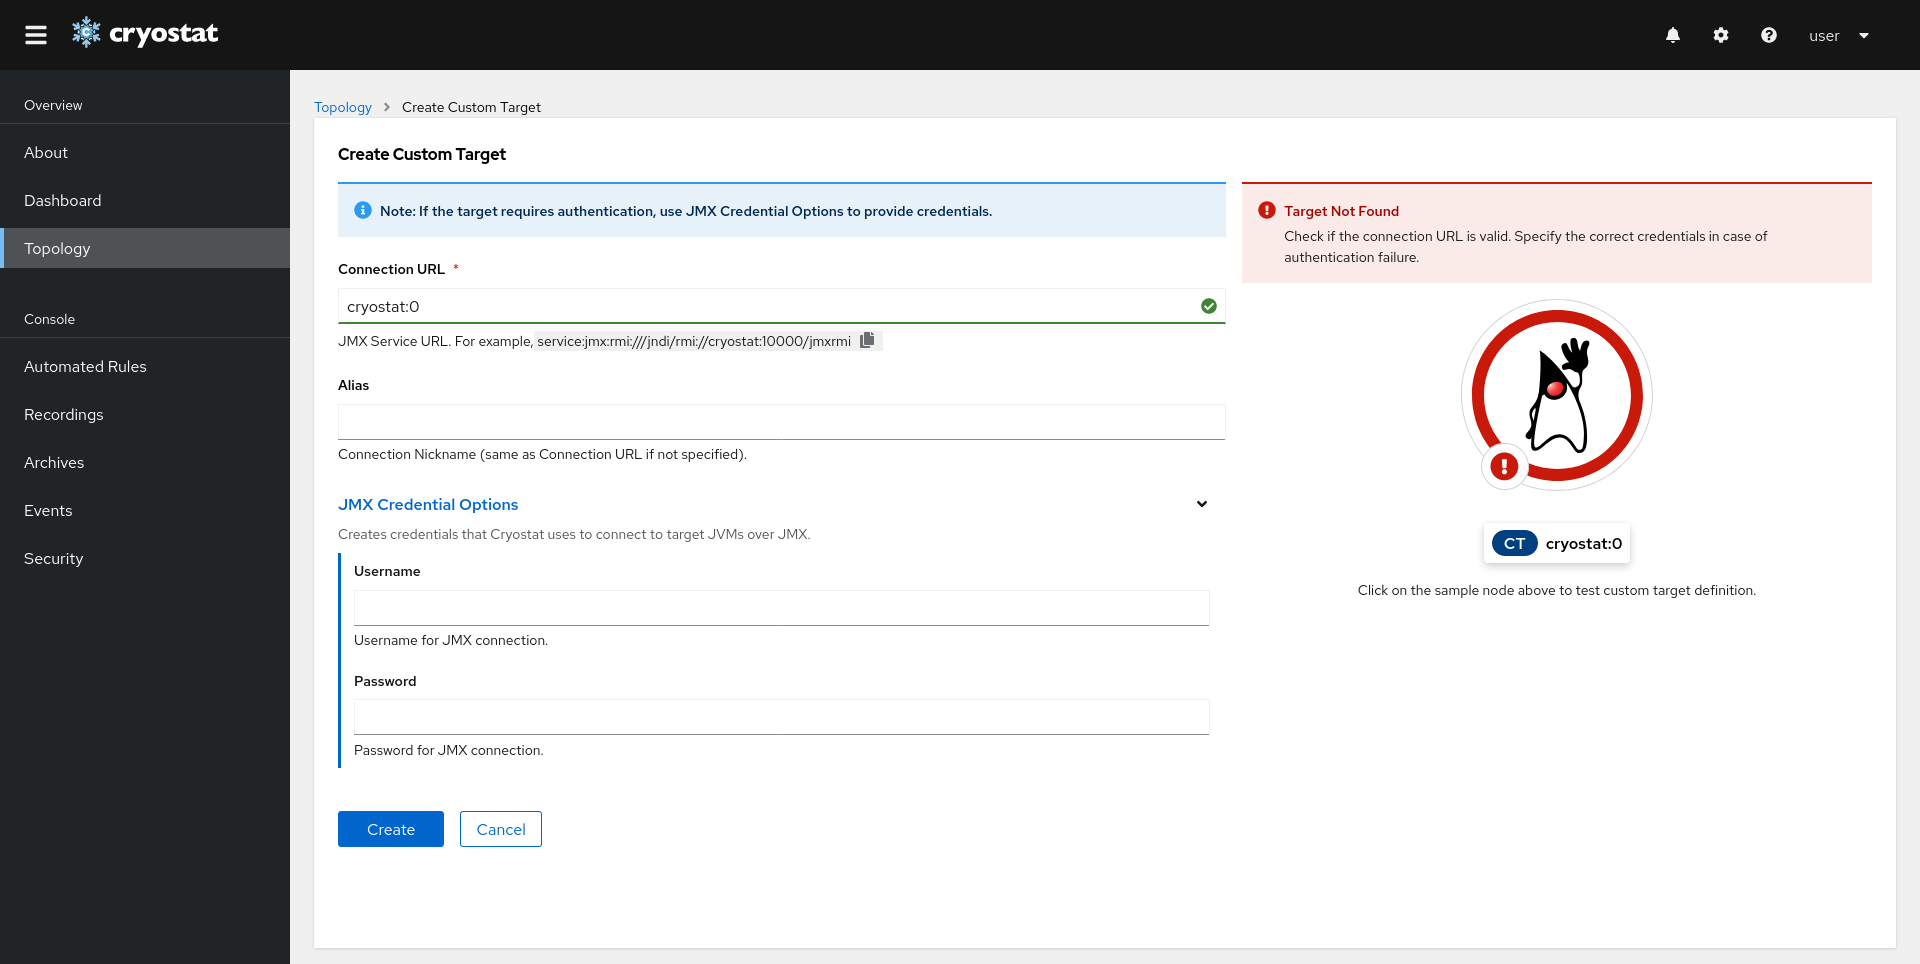 cryostat
user
Overview
About
Dashboard
Topology
Console
Automated Rules
Recordings
Archives
Events
Security
Topology > Create Custom Target
Create Custom Target
Note: If the target requires authentication, use JMX Credential Options to provide credentials.
Connection URL *
cryostat:0
JMX Service URL. For example, service:jmx:rmi:///jndi/rmi://cryostat:10000/jmxrmi
Alias
Connection Nickname (same as Connection URL if not specified).
JMX Credential Options
Creates credentials that Cryostat uses to connect to target JVMs over JMX.
Username
Username for JMX connection.
Password
Password for JMX connection.
Create
Cancel
Target Not Found
Check if the connection URL is valid. Specify the correct credentials in case of
authentication failure.
CT cryostat:0
Click on the sample node above to test custom target definition.